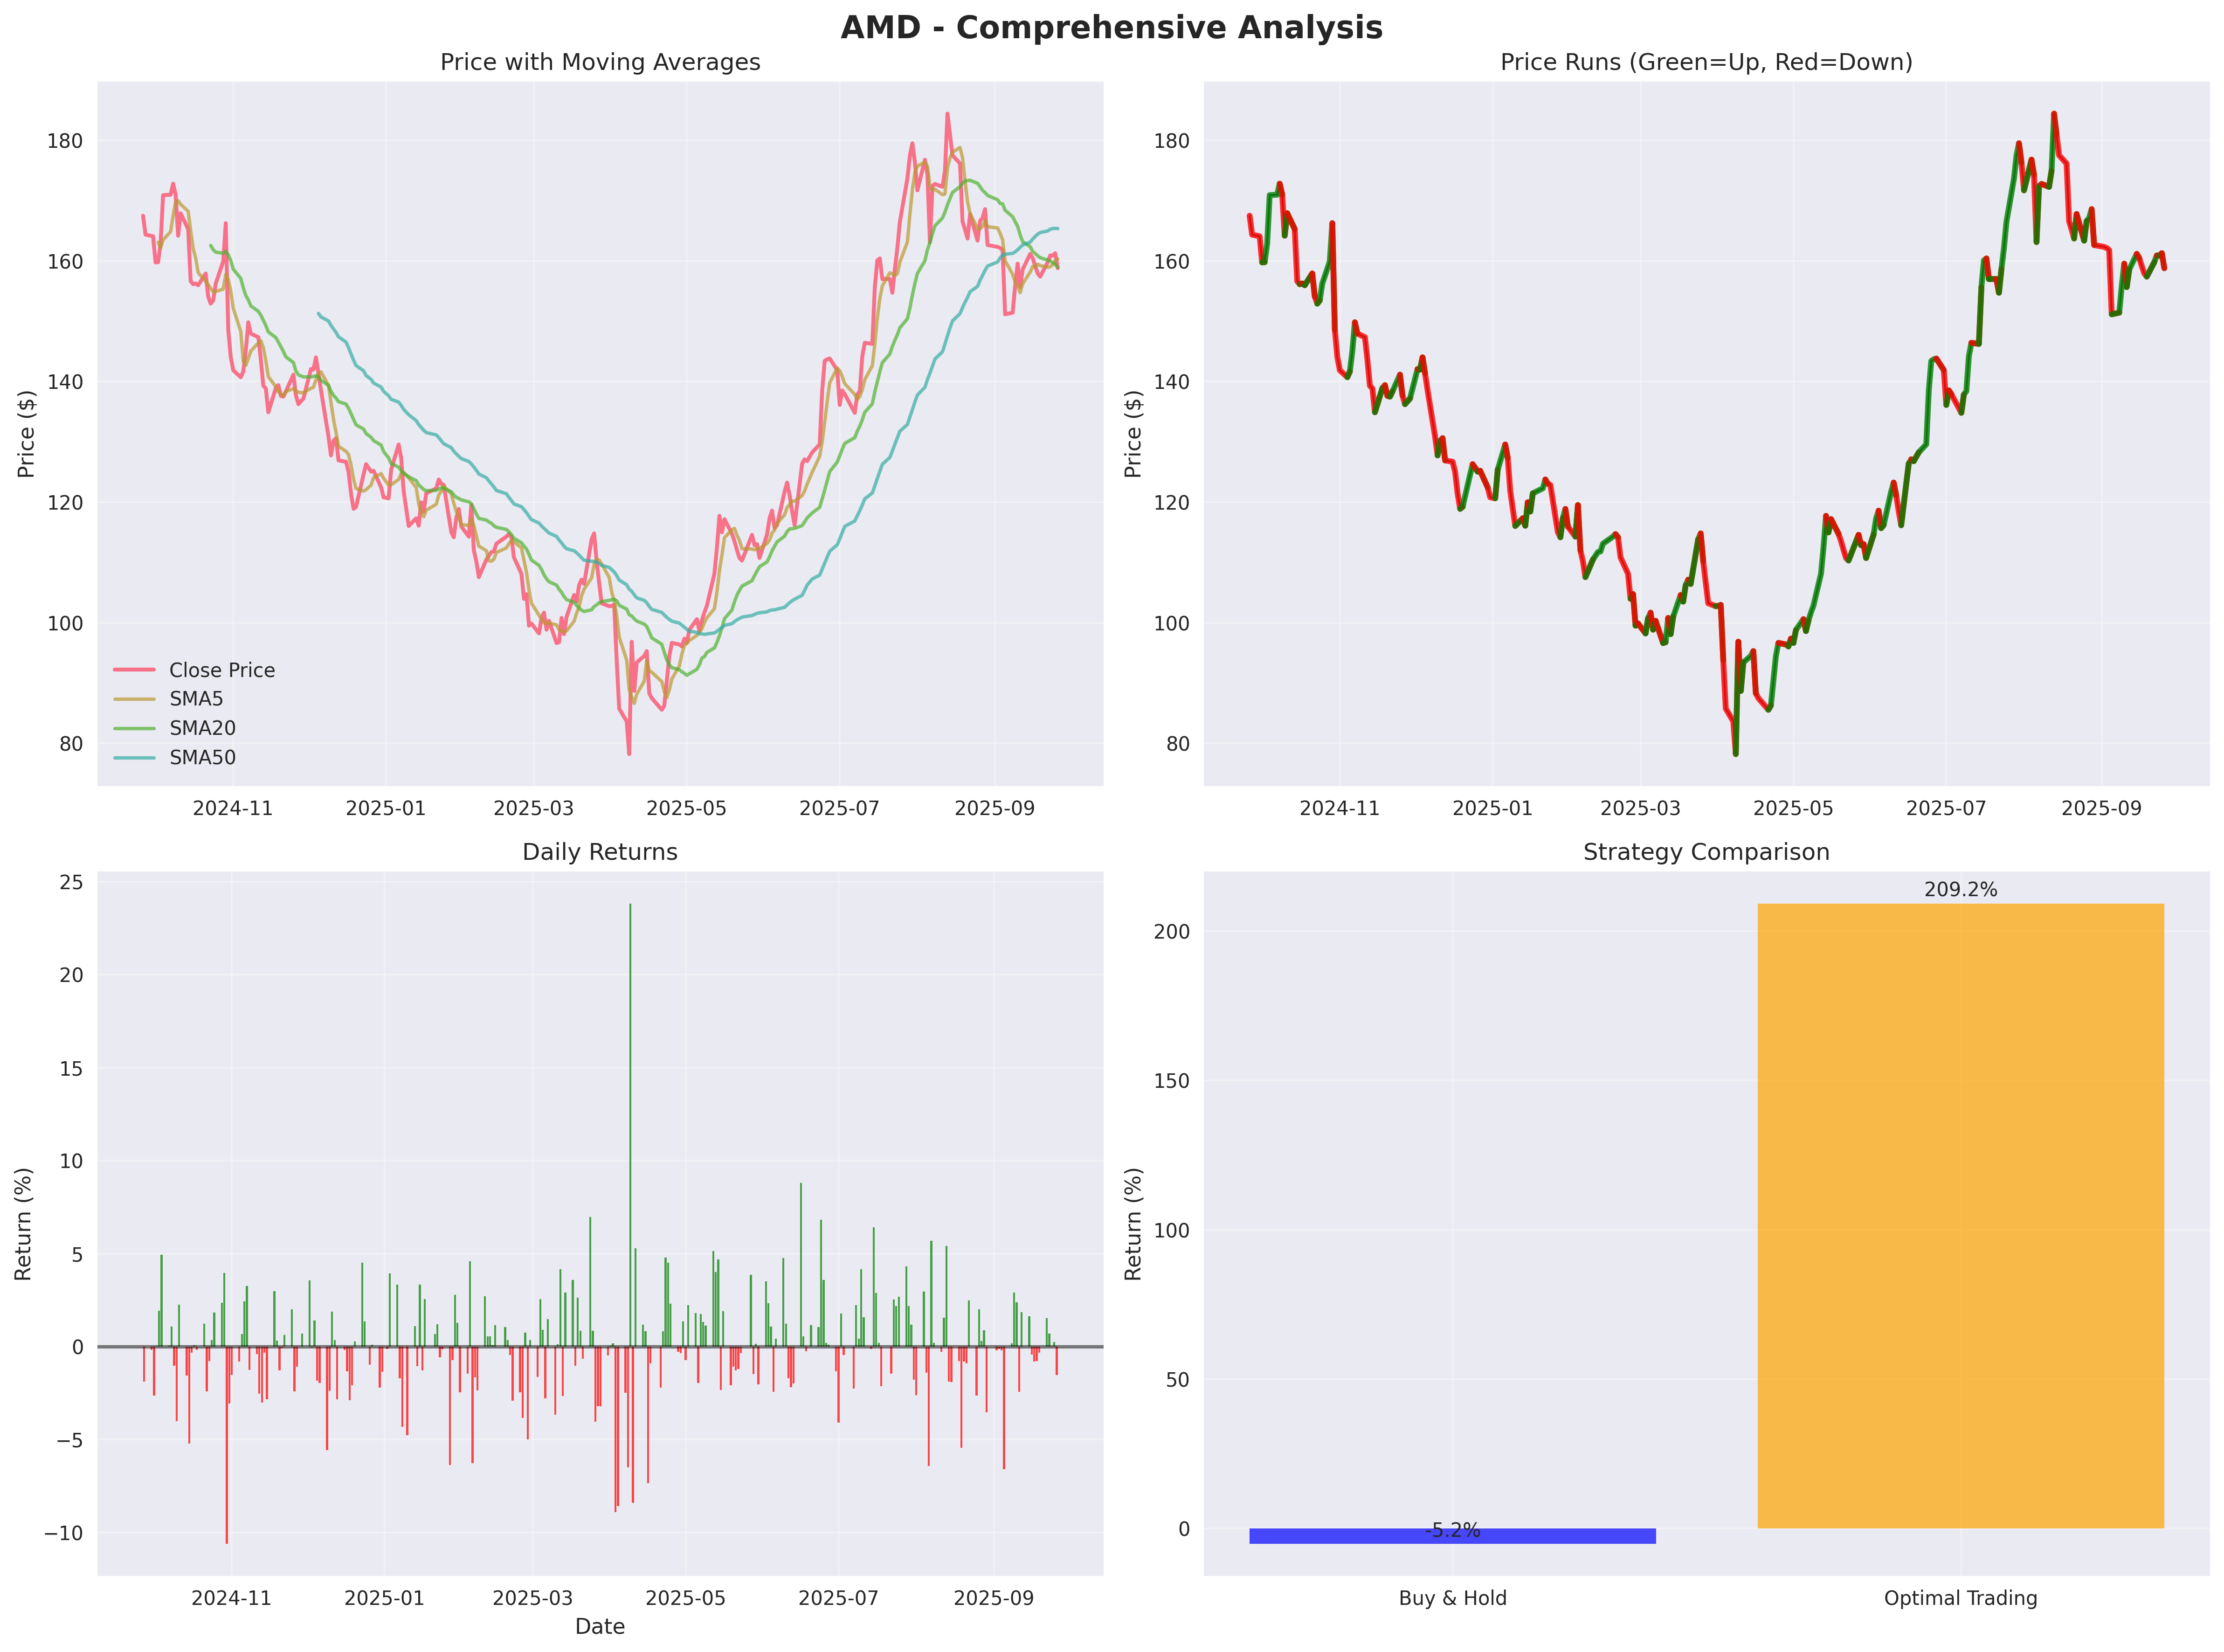 AMD - Comprehensive Analysis
Price with Moving Averages
Price ($)
180
160
140
120
100
80
Close Price
SMA5
SMA20
SMA50
2024-11
2025-01
2025-03
2025-05
2025-07
2025-09
Price Runs (Green=Up, Red=Down)
Price ($)
180
160
140
120
100
80
2024-11
2025-01
2025-03
2025-05
2025-07
2025-09
Daily Returns
Return (%)
25
20
15
10
5
0
−5
−10
2024-11
2025-01
2025-03
2025-05
2025-07
2025-09
Date
Strategy Comparison
Return (%)
200
150
100
50
0
209.2%
-5.2%
Buy & Hold
Optimal Trading